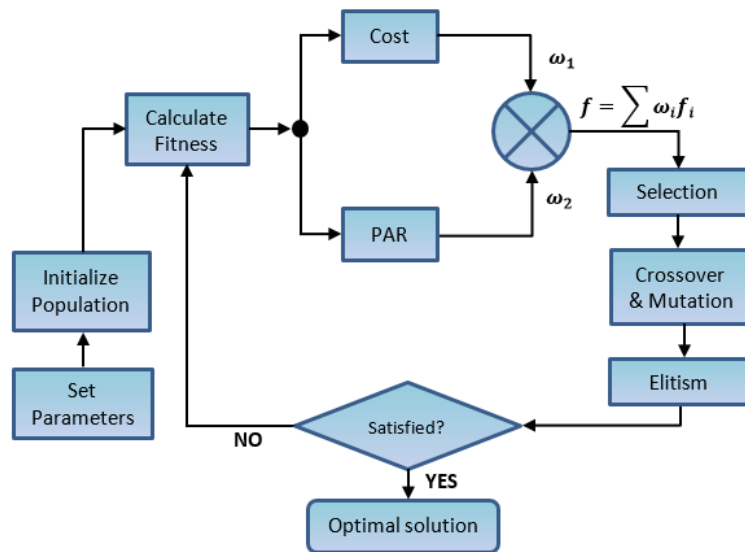 Cost
ω₁
Calculate
Fitness
f = ∑ ωᵢfᵢ
Selection
ω₂
PAR
Initialize
Population
Crossover
& Mutation
Set
Parameters
Elitism
Satisfied?
NO
YES
Optimal solution